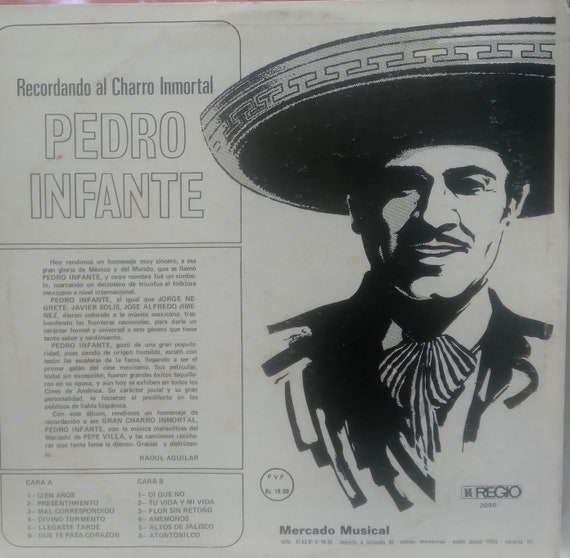 Recordando al Charro Inmortal
PEDRO
INFANTE
Hoy rendimos un homenaje muy sincero, a esa
gran gloria de México y del Mundo, que se llamó
PEDRO INFANTE, y cuyo nombre fué un símbo-
lo, marcando un derrotero de triunfos al folklore
mexicano a nivel internacional.
PEDRO INFANTE, al igual que JORGE NE-
GRETE, JAVIER SOLIS, JOSE ALFREDO JIME-
NEZ, dieron colorido a la música mexicana, tras-
bordando las fronteras nacionales, para darle un
carácter formal y universal a este género que tiene
tanto sabor y sentimiento.
PEDRO INFANTE, gozó de una gran popula-
ridad, pues siendo de orígen humilde, escaló con
tesón las escaleras de la fama, llegando a ser el
primer galán del cine mexicano. Sus películas,
todas sin excepción, fueron grandes éxitos taquille-
ros en su época, y aún hoy se exhiben en todos los
Cines de América. Su carácter jovial y su gran
personalidad, lo hicieron el predilecto en los
públicos de habla hispánica.
Con este álbum, rendimos un homenaje de
recordación a ese GRAN CHARRO INMORTAL,
PEDRO INFANTE, con la música maravillosa del
Mariachi de PEPE VILLA, y las canciones ranche-
ras que tanta fama le dieron. Gracias y disfrúten-
lo. . .
RAOUL AGUILAR
CARA A
1— CIEN AÑOS
2— PRESENTIMIENTO
3— MAL CORRESPONDIDO
4— DIVINO TORMENTO
5— LLEGASTE TARDE
6— QUE TE PASA CORAZON
CARA B
1— DI QUE NO
2— TU VIDA Y MI VIDA
3— FLOR SIN RETOÑO
4— AMEMONOS
5— ALTOS DE JALISCO
6— ATONTONILCO
P V P
Bs. 18.00
REGIO
2020
Mercado Musical